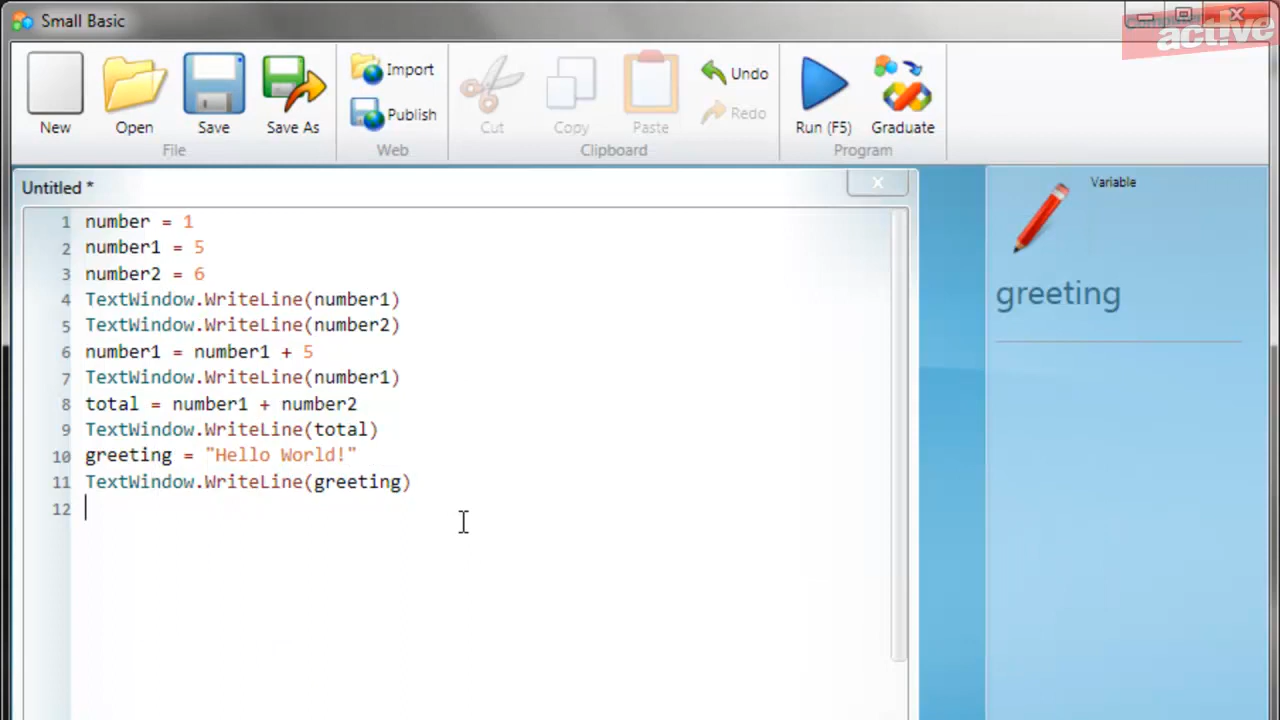 Small Basic
active
New
Open
Save
Save As
File
Import
Publish
Web
Cut
Copy
Paste
Undo
Redo
Clipboard
Run (F5)
Graduate
Program
Untitled *
1 number = 1
2 number1 = 5
3 number2 = 6
4 TextWindow.WriteLine(number1)
5 TextWindow.WriteLine(number2)
6 number1 = number1 + 5
7 TextWindow.WriteLine(number1)
8 total = number1 + number2
9 TextWindow.WriteLine(total)
10 greeting = "Hello World!"
11 TextWindow.WriteLine(greeting)
12
Variable
greeting